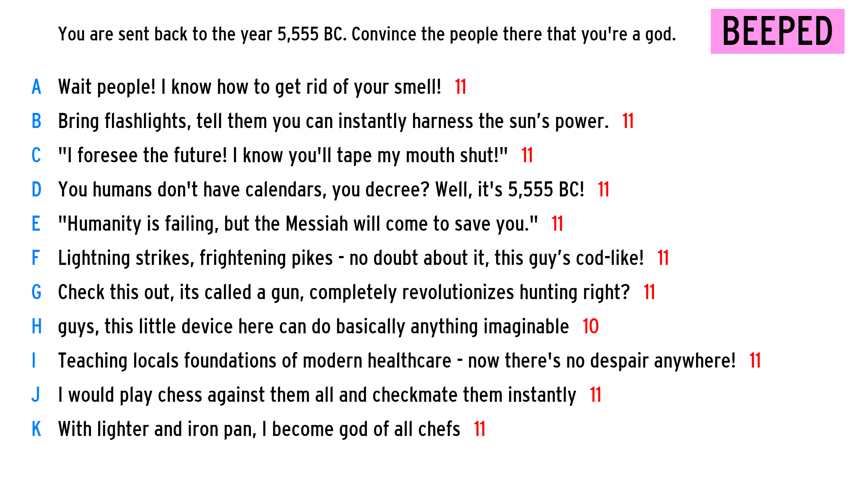 You are sent back to the year 5,555 BC. Convince the people there that you're a god.
BEEPED
A Wait people! I know how to get rid of your smell! 11
B Bring flashlights, tell them you can instantly harness the sun’s power. 11
C "I foresee the future! I know you'll tape my mouth shut!" 11
D You humans don't have calendars, you decree? Well, it's 5,555 BC! 11
E "Humanity is failing, but the Messiah will come to save you." 11
F Lightning strikes, frightening pikes - no doubt about it, this guy’s cod-like! 11
G Check this out, its called a gun, completely revolutionizes hunting right? 11
H guys, this little device here can do basically anything imaginable 10
I Teaching locals foundations of modern healthcare - now there's no despair anywhere! 11
J I would play chess against them all and checkmate them instantly 11
K With lighter and iron pan, I become god of all chefs 11